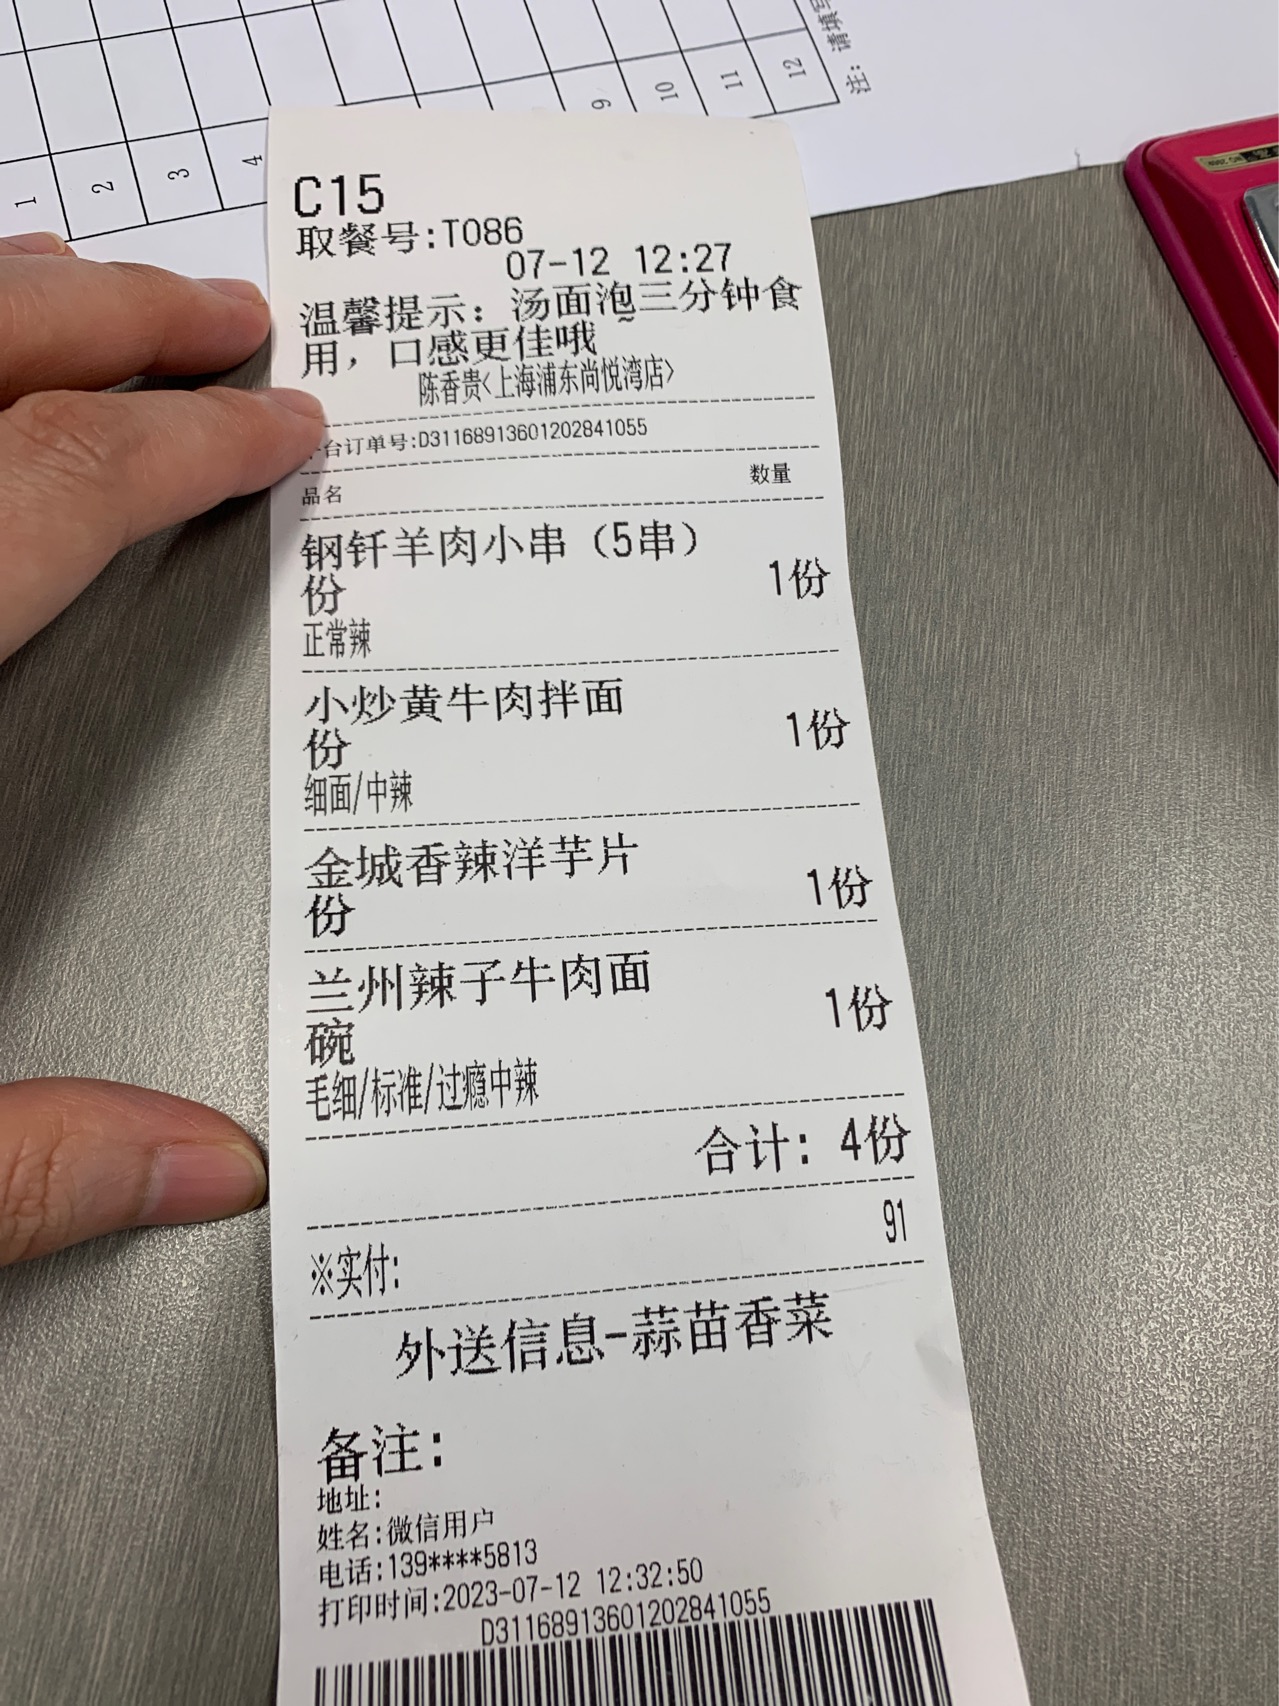 1
2
3
4
9
10
11
12
注：请填写
C15
取餐号:T086
07-12 12:27
温馨提示：汤面泡三分钟食
用，口感更佳哦~
陈香贵<上海浦东尚悦湾店>
台订单号:D31168913601202841055
品名 数量
钢钎羊肉小串（5串）
份 1份
正常辣
小炒黄牛肉拌面
份 1份
细面/中辣
金城香辣洋芋片
份 1份
兰州辣子牛肉面
碗 1份
毛细/标准/过瘾中辣
合计: 4份
91
※实付:
外送信息-蒜苗香菜
备注:
地址:
姓名:微信用户
电话:139****5813
打印时间:2023-07-12 12:32:50
D31168913601202841055